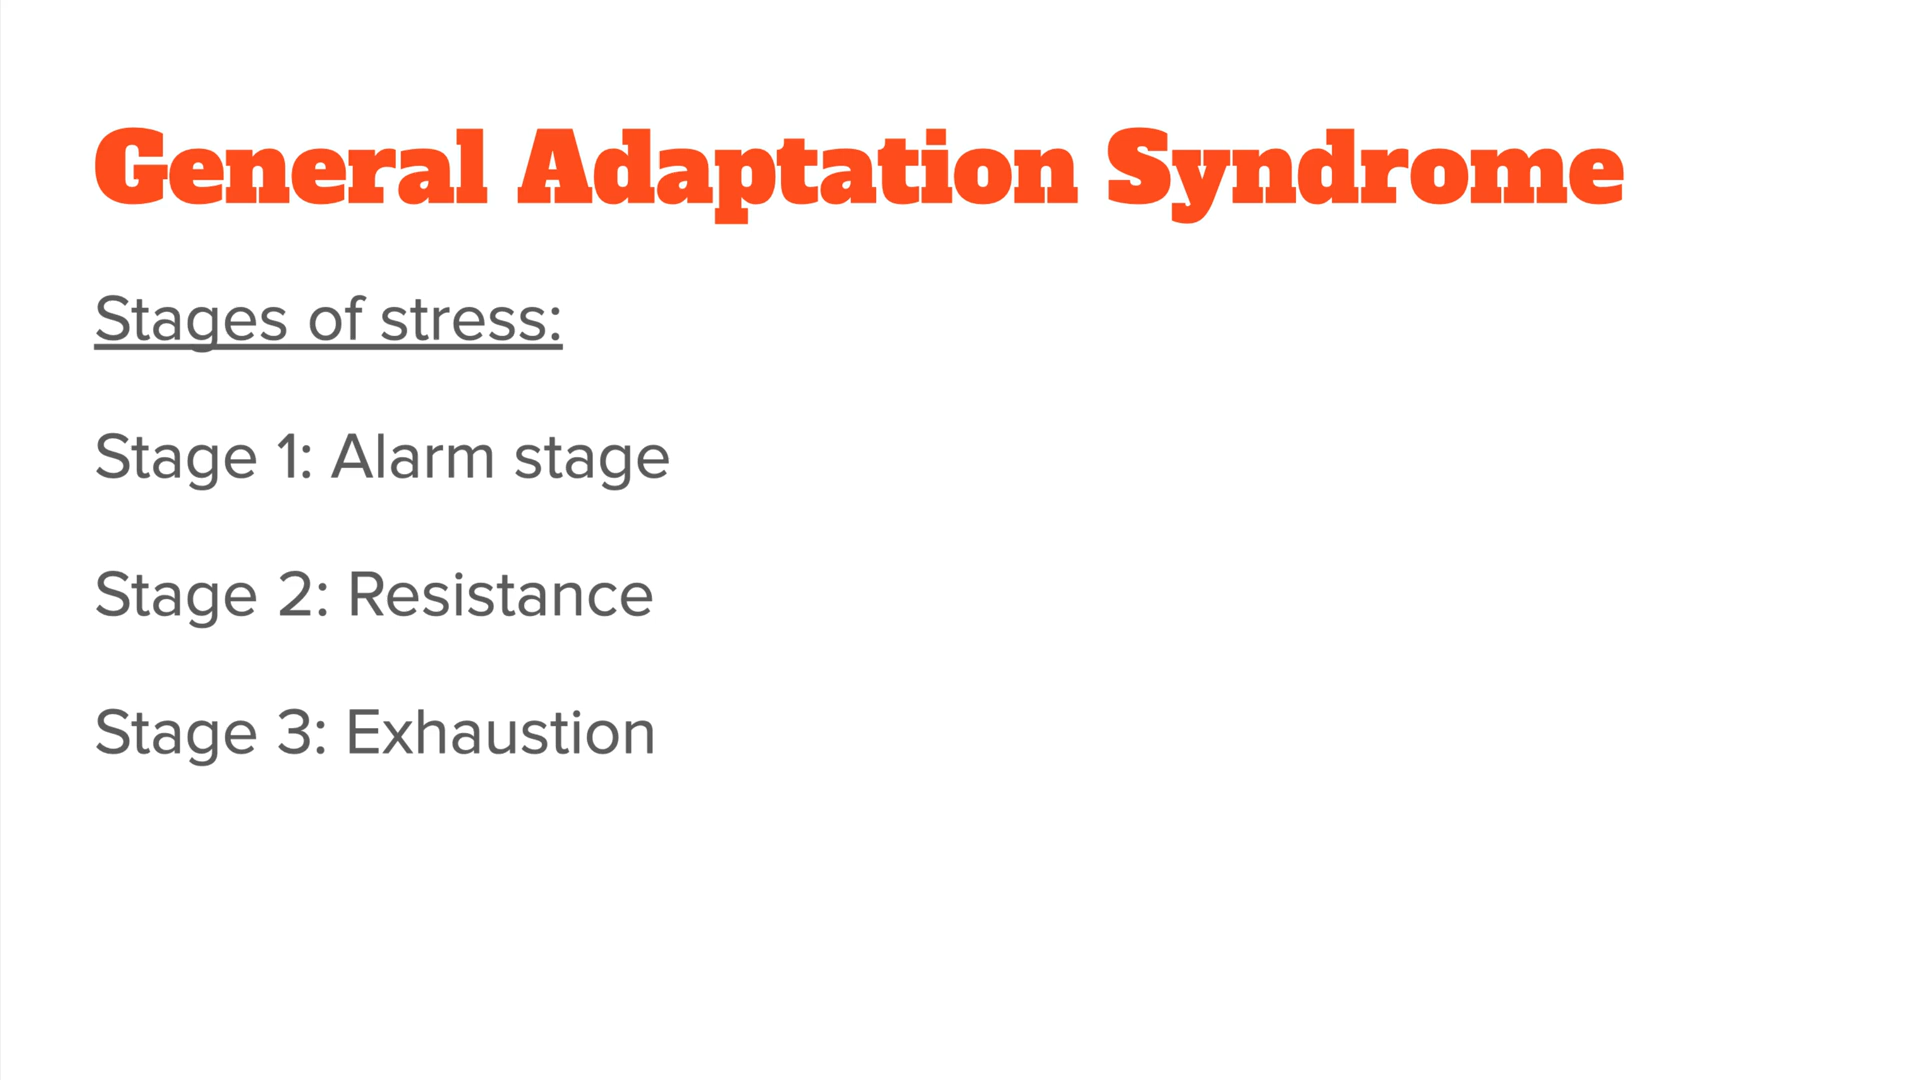 General Adaptation Syndrome
Stages of stress:
Stage 1: Alarm stage
Stage 2: Resistance
Stage 3: Exhaustion